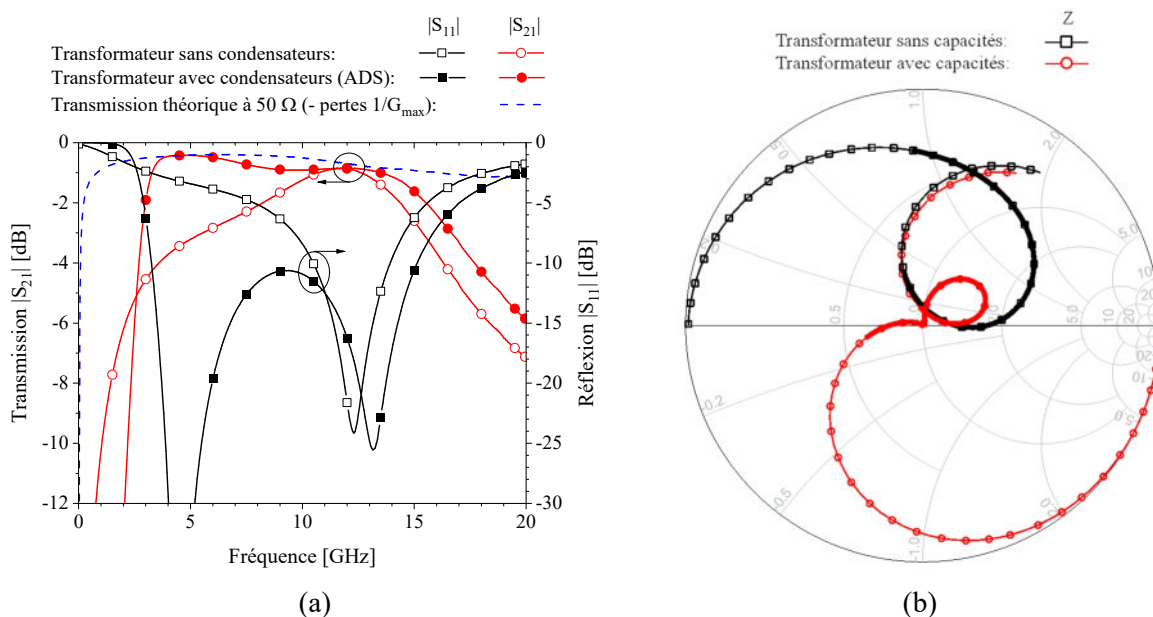 |S11| |S21|
Transformateur sans condensateurs:
Transformateur avec condensateurs (ADS):
Transmission théorique à 50 Ω (- pertes 1/Gmax):
Transmission |S21| [dB]
0
-2
-4
-6
-8
-10
-12
0 5 10 15 20
Fréquence [GHz]
0
-5
-10
-15
-20
-25
-30
Réflexion |S11| [dB]
(a)
Z
Transformateur sans capacités:
Transformateur avec capacités:
1.0
2.0
5.0
0.5
5.0
10
20
-20
-10
-5.0
-0.2
-0.5
-1.0
(b)